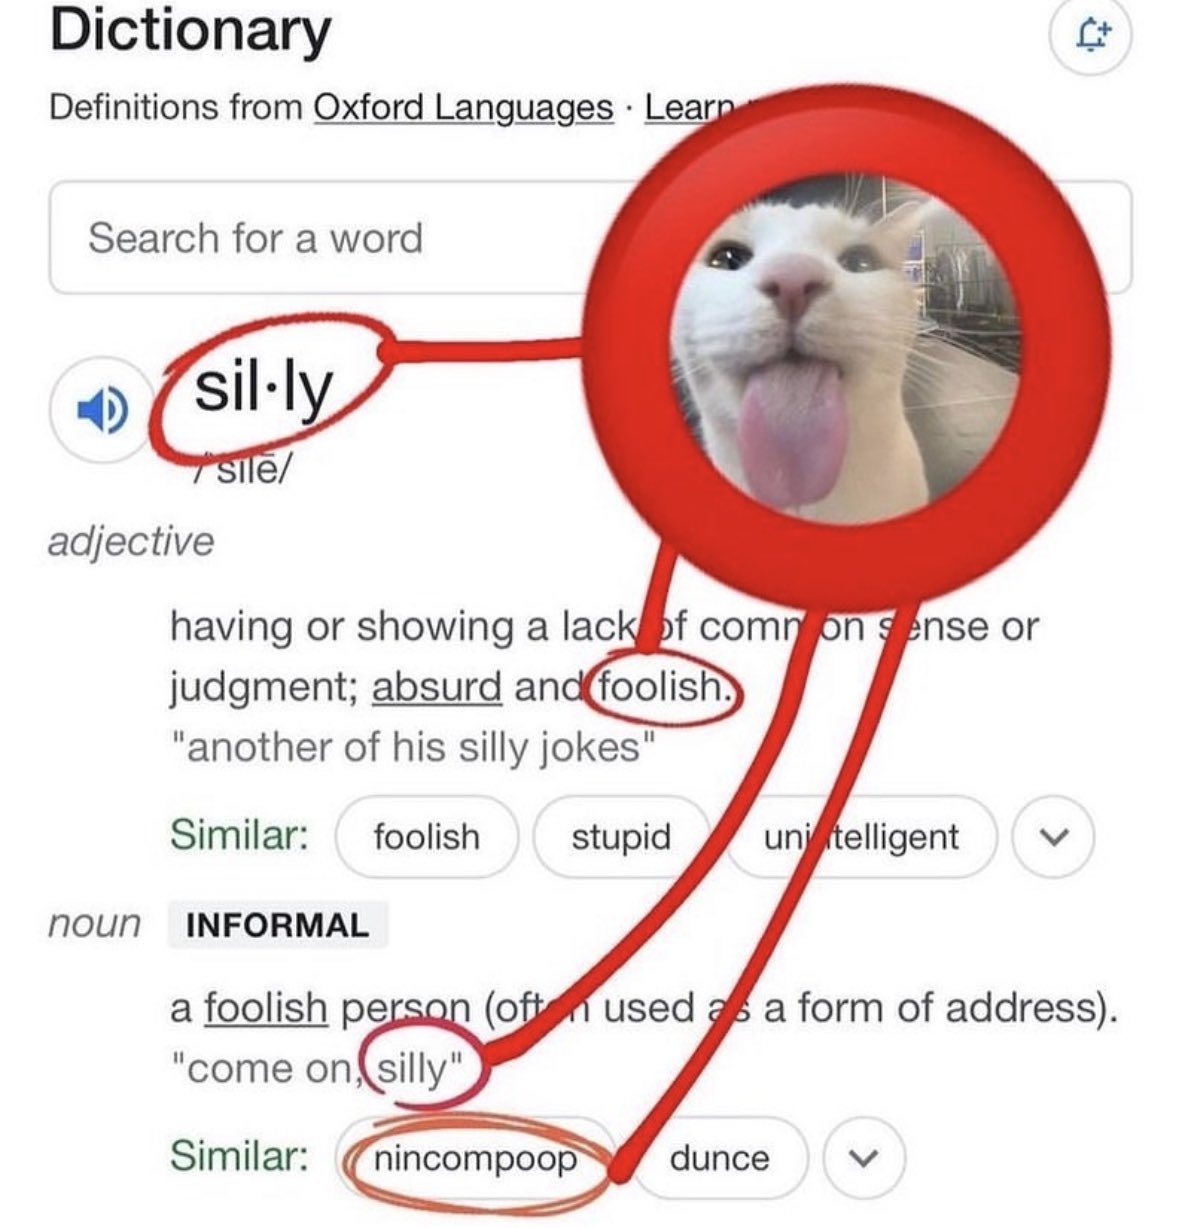 Dictionary
Definitions from Oxford Languages · Learn
Search for a word
sil·ly
/ˈsilē/
adjective
having or showing a lack of common sense or
judgment; absurd and foolish.
"another of his silly jokes"
Similar: foolish stupid unintelligent
noun INFORMAL
a foolish person (often used as a form of address).
"come on, silly"
Similar: nincompoop dunce